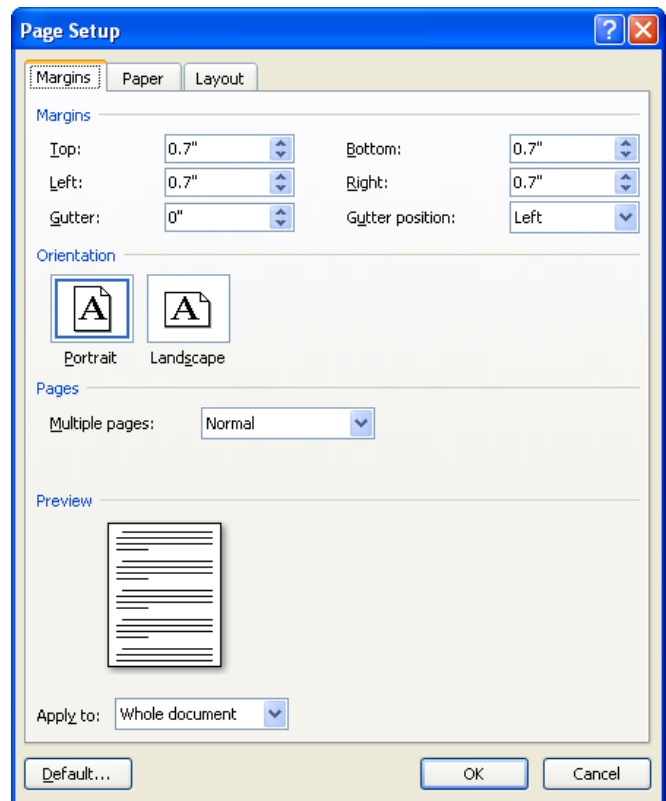 Page Setup
Margins Paper Layout
Margins
Top: 0.7" Bottom: 0.7"
Left: 0.7" Right: 0.7"
Gutter: 0" Gutter position: Left
Orientation
A A
Portrait Landscape
Pages
Multiple pages: Normal
Preview
Apply to: Whole document
Default... OK Cancel